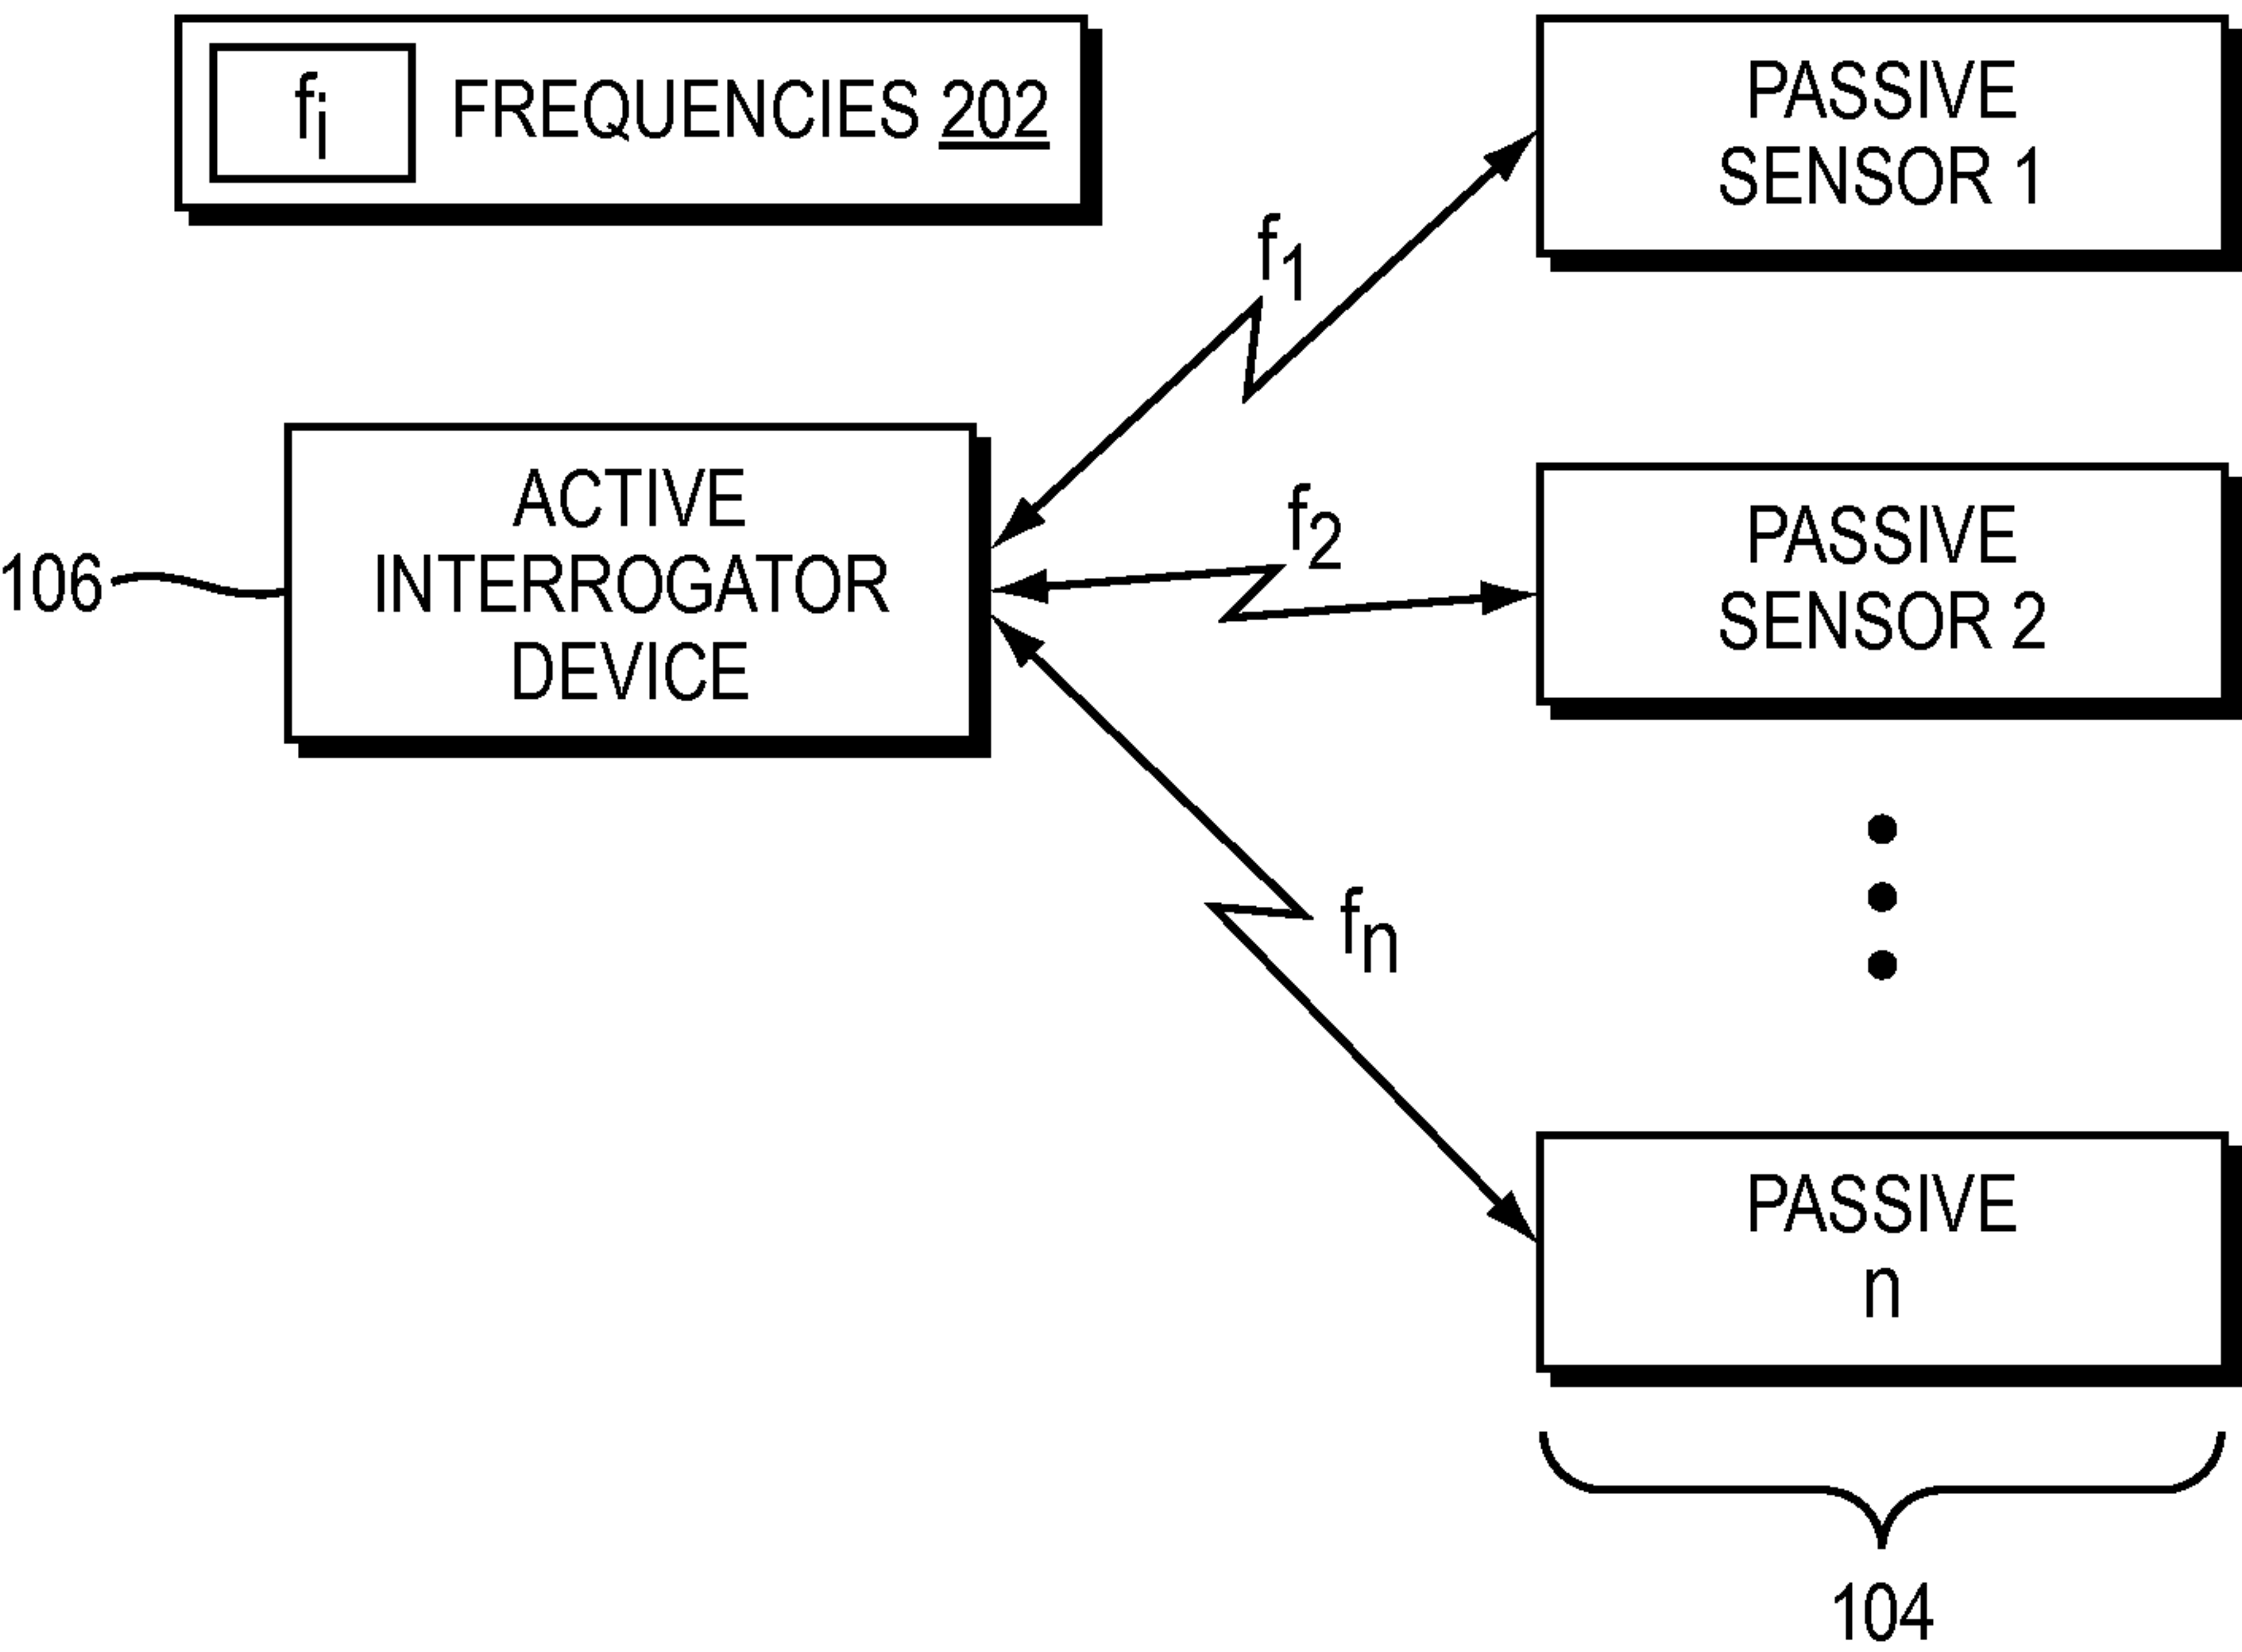 fi FREQUENCIES 202
PASSIVE
SENSOR 1
f1
ACTIVE
INTERROGATOR
DEVICE
106
f2
PASSIVE
SENSOR 2
fn
PASSIVE
n
104